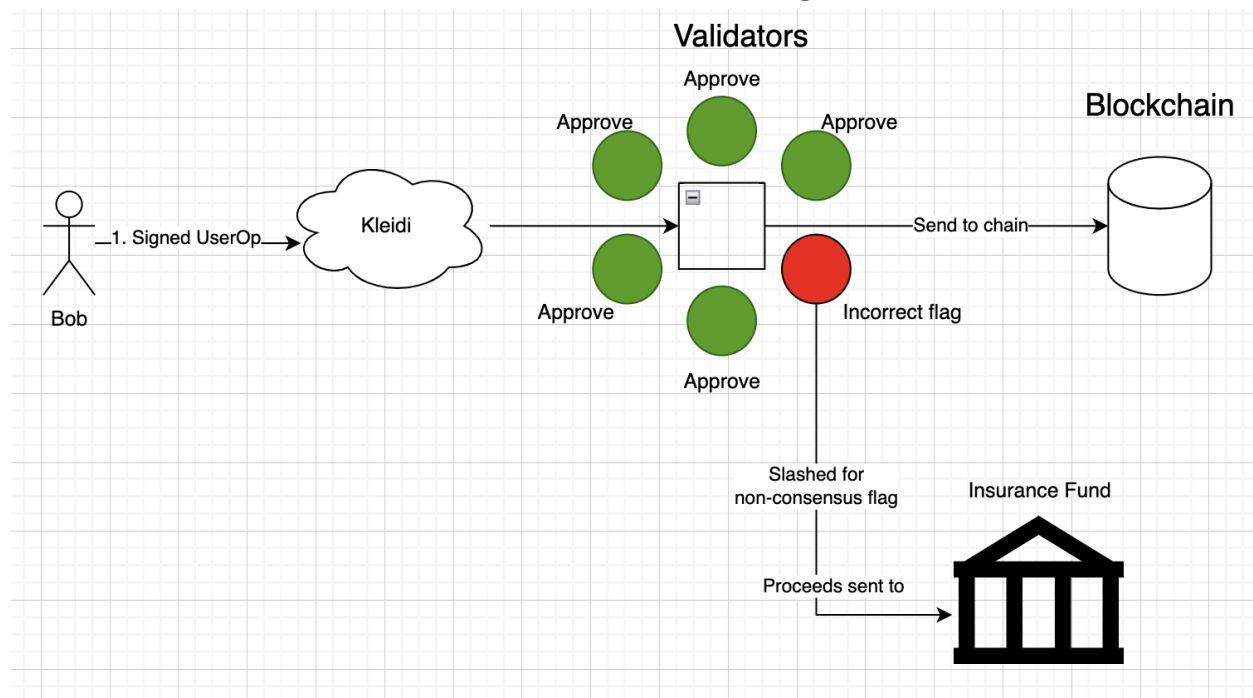 Validators
Approve
Approve
Approve
Blockchain
Kleidi
1. Signed UserOp
Send to chain
Bob
Approve
Incorrect flag
Approve
Slashed for
non-consensus flag
Insurance Fund
Proceeds sent to